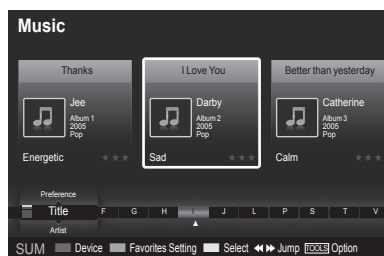 Music
Thanks
Jee
Album 1
2005
Pop
Energetic
I Love You
Darby
Album 2
2005
Pop
Sad
Better than yesterday
Catherine
Album 3
2005
Pop
Calm
Preference
Title F G H I J L P S T V
Artist
SUM Device Favorites Setting Select Jump TOOLS Option